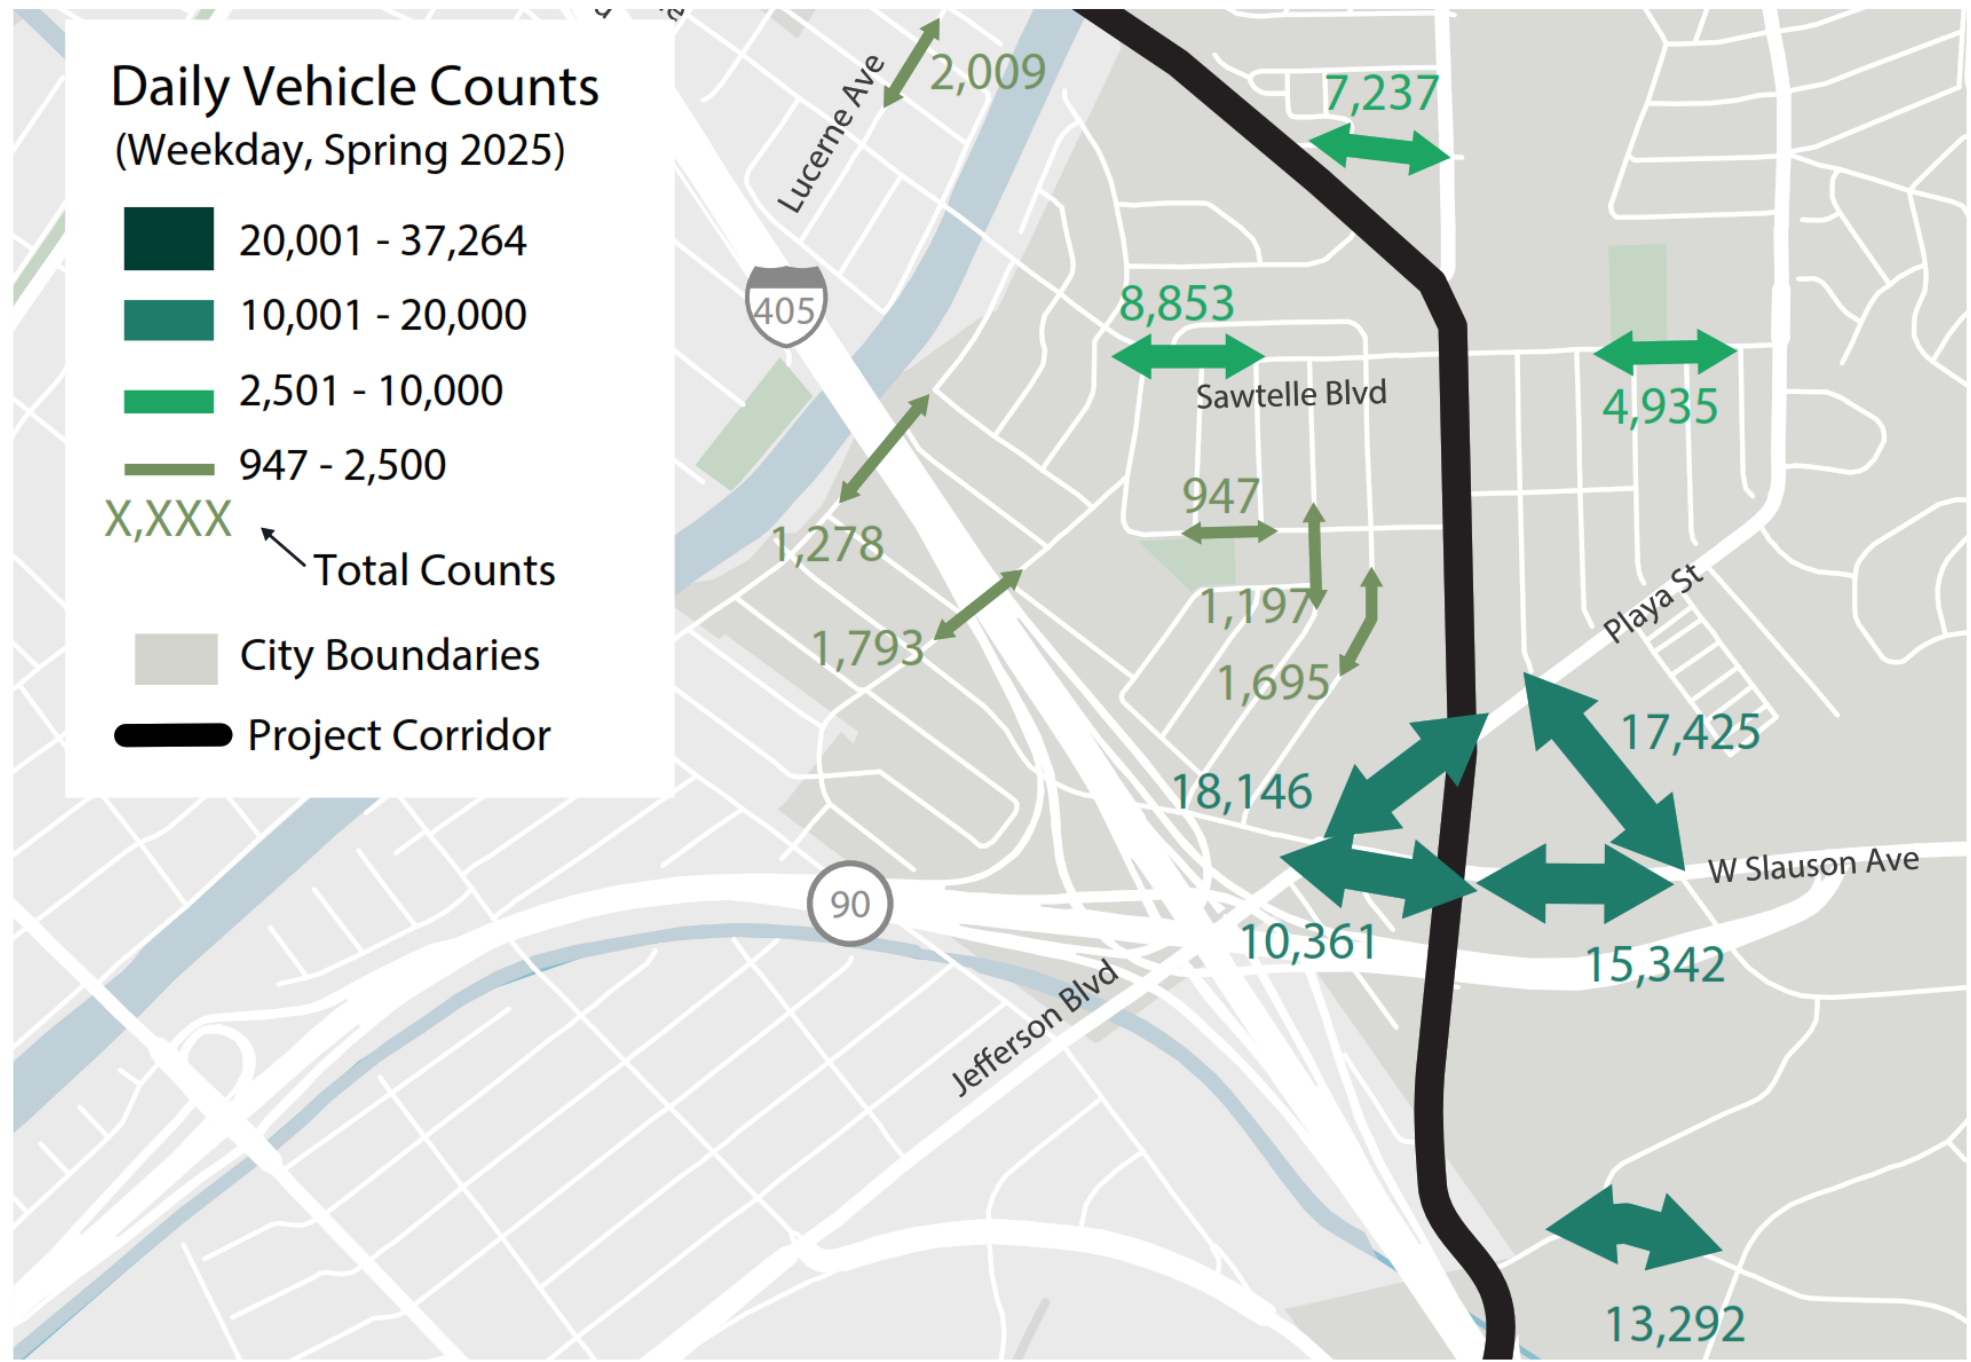 Daily Vehicle Counts
(Weekday, Spring 2025)
20,001 - 37,264
10,001 - 20,000
2,501 - 10,000
947 - 2,500
X,XXX
Total Counts
City Boundaries
Project Corridor
Lucerne Ave
2,009
7,237
405
8,853
Sawtelle Blvd
4,935
947
1,278
1,197
Playa St
1,793
1,695
17,425
18,146
W Slauson Ave
90
10,361
15,342
Jefferson Blvd
13,292